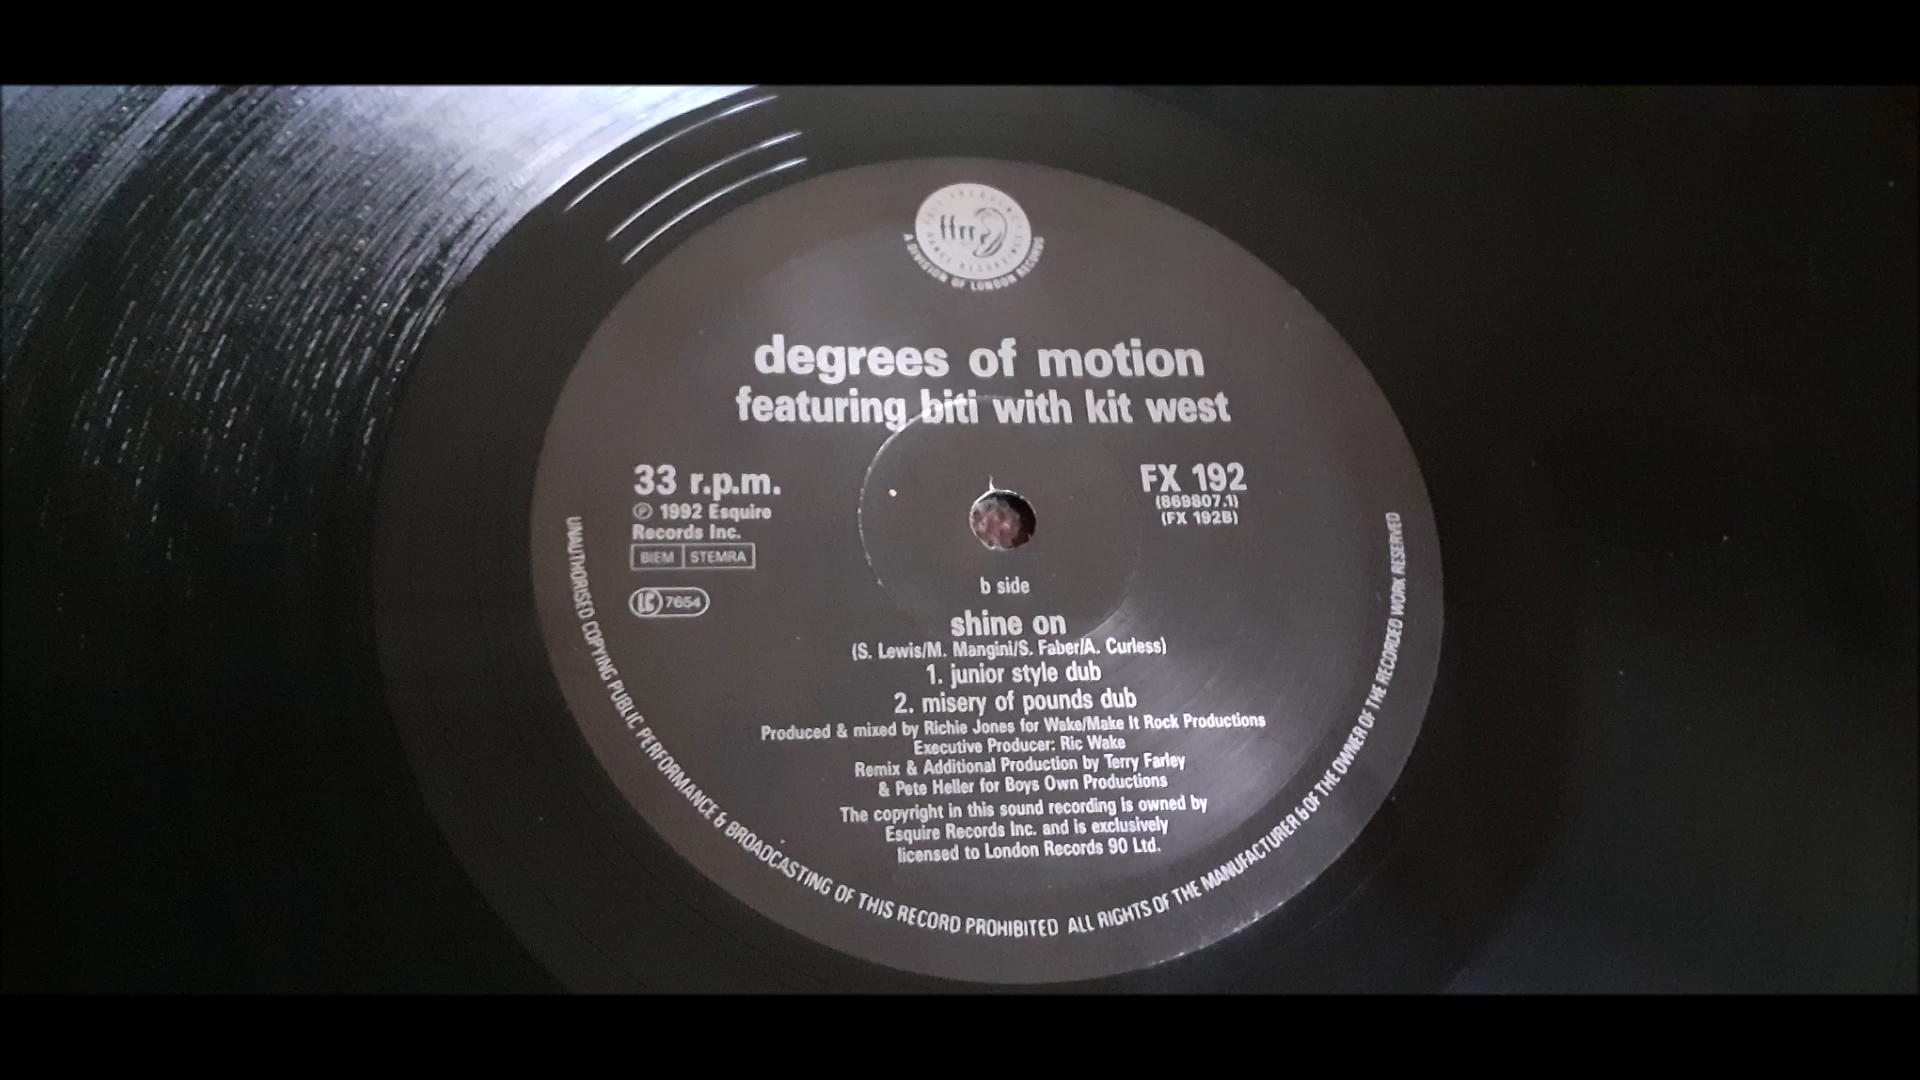 ffrr
FULL FREQUENCY RANGE RECORDINGS
A DIVISION OF LONDON RECORDS
degrees of motion
featuring biti with kit west
33 r.p.m.
℗ 1992 Esquire
Records Inc.
BIEM STEMRA
LC 7654
FX 192
(869807.1)
(FX 192B)
b side
shine on
(S. Lewis/M. Mangini/S. Faber/A. Curless)
1. junior style dub
2. misery of pounds dub
Produced & mixed by Richie Jones for Wake/Make It Rock Productions
Executive Producer: Ric Wake
Remix & Additional Production by Terry Farley
& Pete Heller for Boys Own Productions
The copyright in this sound recording is owned by
Esquire Records Inc. and is exclusively
licensed to London Records 90 Ltd.
UNAUTHORISED COPYING PUBLIC PERFORMANCE & BROADCASTING OF THIS RECORD PROHIBITED ALL RIGHTS OF THE MANUFACTURER & OF THE OWNER OF THE RECORDED WORK RESERVED